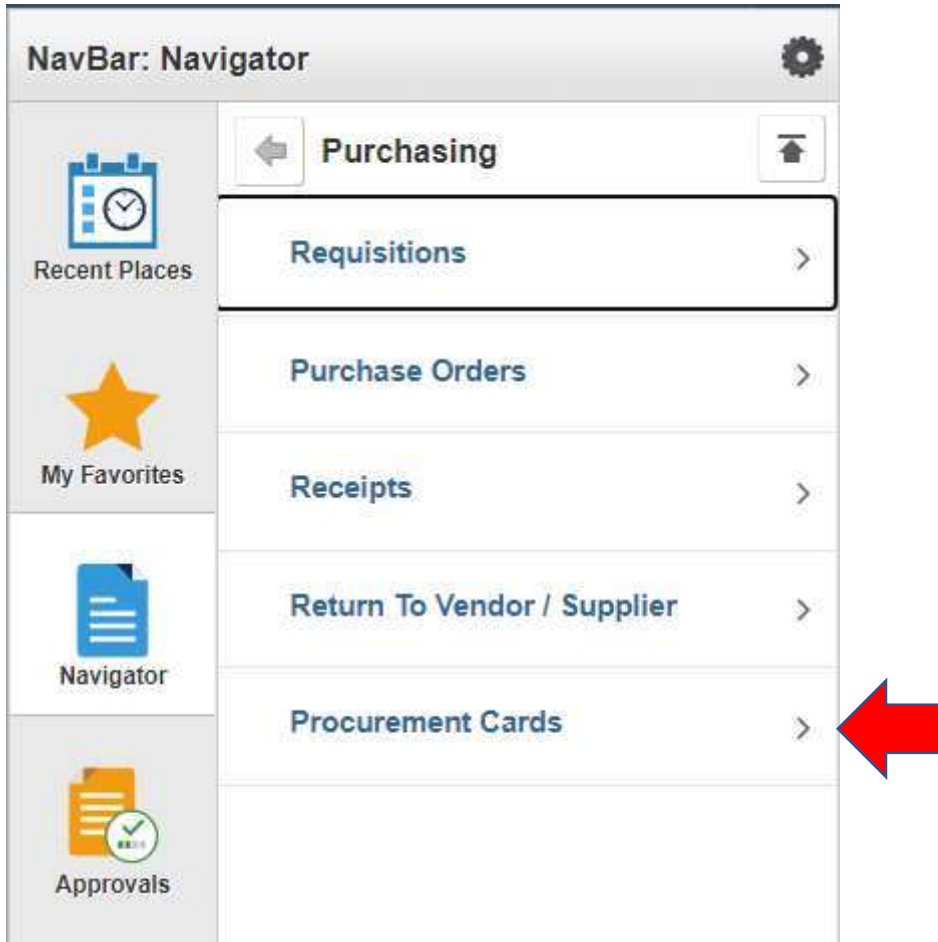 NavBar: Navigator
Recent Places
My Favorites
Navigator
Approvals
Purchasing
Requisitions
Purchase Orders
Receipts
Return To Vendor / Supplier
Procurement Cards